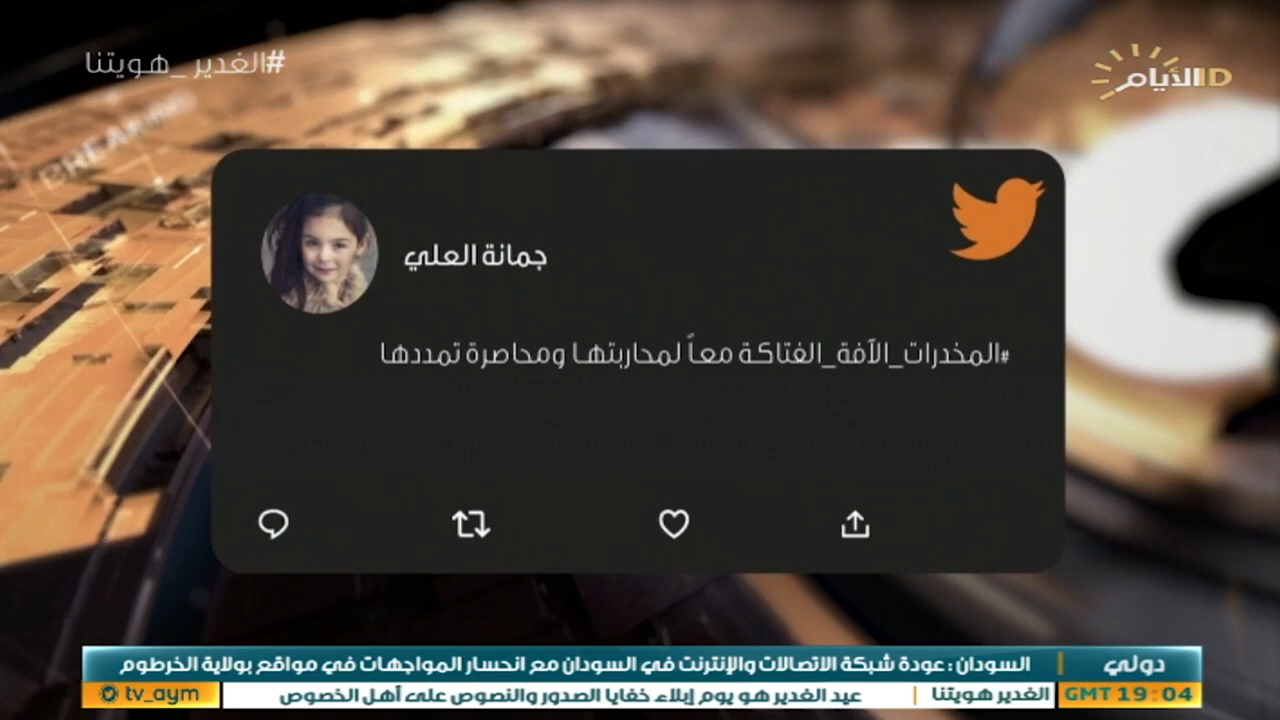 #الغدير_هويتنا
الأيام
BREAKING
جمانة العلي
#المخدرات_الآفة_الفتاكة معاً لمحاربتها ومحاصرة تمددها
دولي | السودان : عودة شبكة الاتصالات والإنترنت في السودان مع انحسار المواجهات في مواقع بولاية الخرطوم
GMT 19:04 الغدير هويتنا | عيد الغدير هو يوم إبلاء خفايا الصدور والنصوص على أهل الخصوص tv_aym